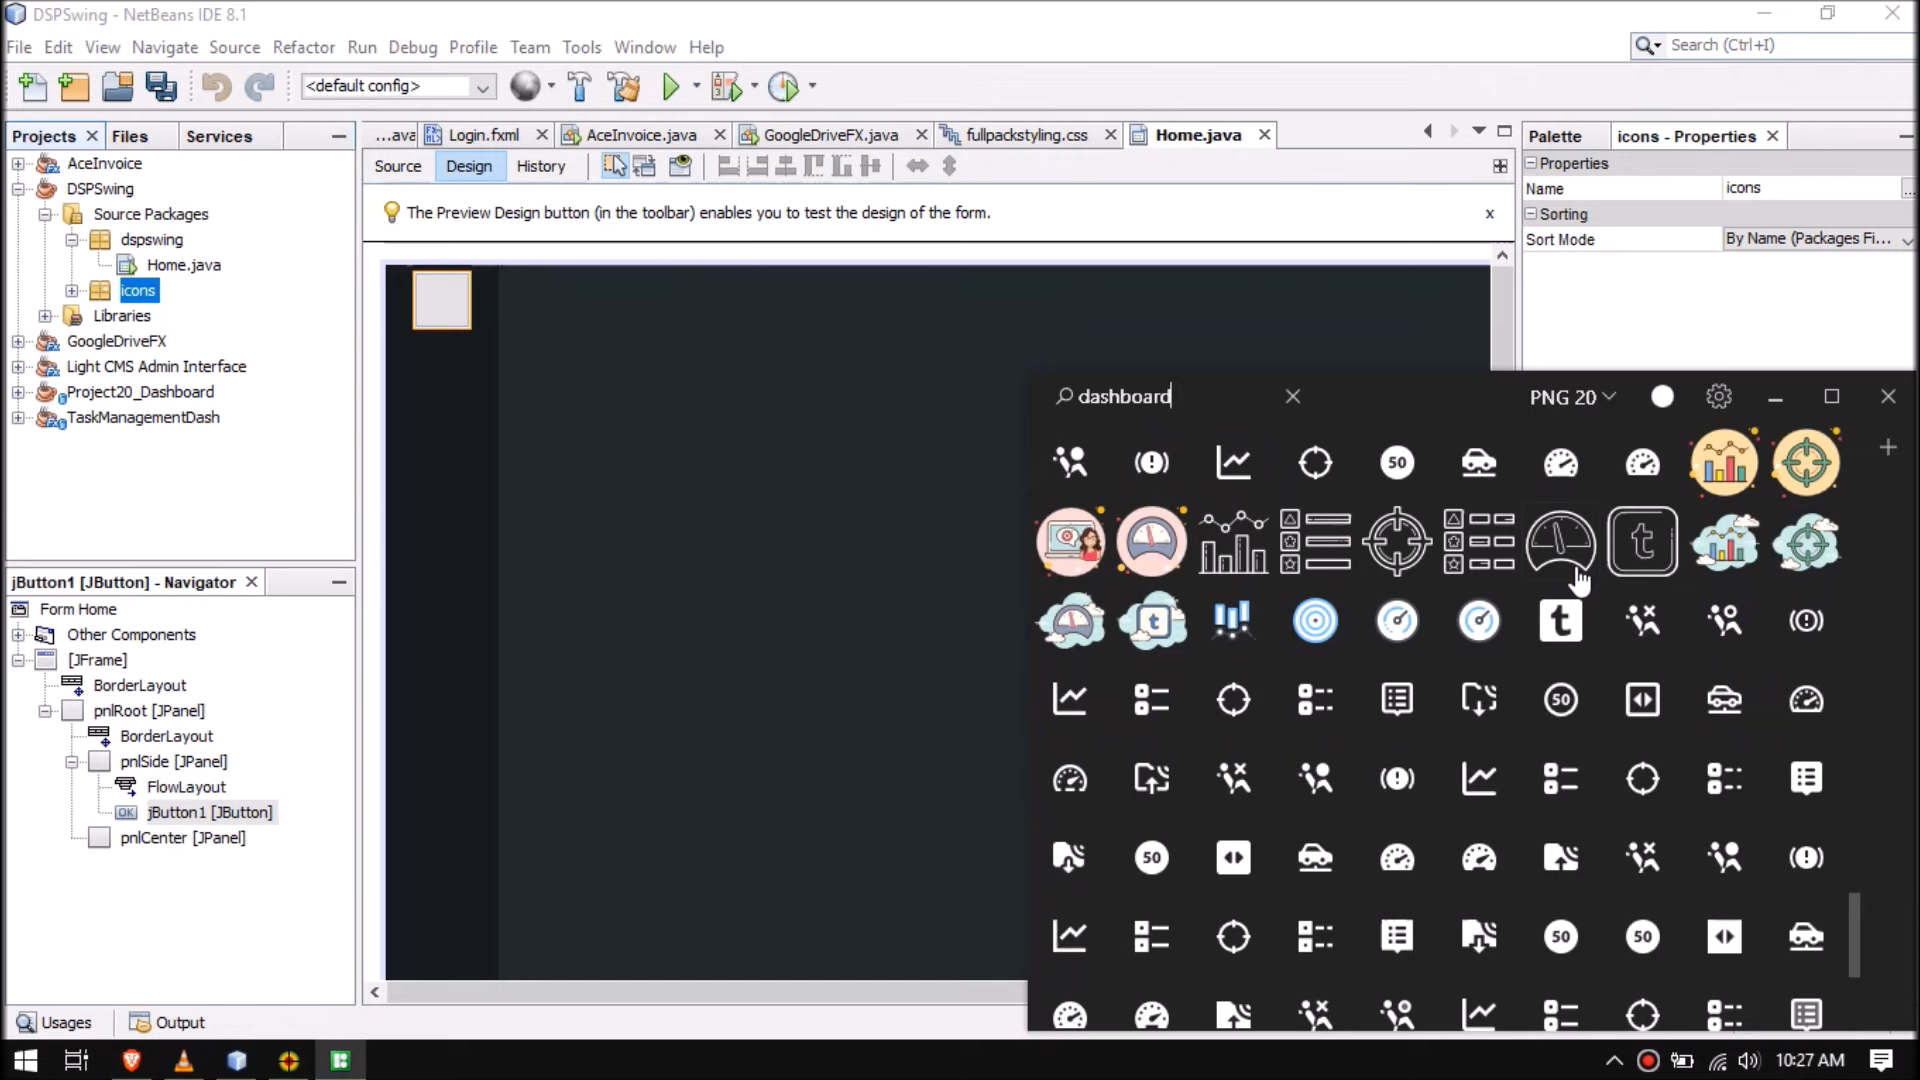 DSPSwing - NetBeans IDE 8.1
File Edit View Navigate Source Refactor Run Debug Profile Team Tools Window Help
Search (Ctrl+I)
<default config>
Projects Files Services
...ava Login.fxml AceInvoice.java GoogleDriveFX.java fullpackstyling.css Home.java
Palette icons - Properties
Source Design History
The Preview Design button (in the toolbar) enables you to test the design of the form. x
AceInvoice
DSPSwing
Source Packages
dspswing
Home.java
icons
Libraries
GoogleDriveFX
Light CMS Admin Interface
Project20_Dashboard
TaskManagementDash
Properties
Name icons ...
Sorting
Sort Mode By Name (Packages Fi...
dashboard
PNG 20
50
t
t
t
50
50
50 50
jButton1 [JButton] - Navigator
Form Home
Other Components
[JFrame]
BorderLayout
pnlRoot [JPanel]
BorderLayout
pnlSide [JPanel]
FlowLayout
OK jButton1 [JButton]
pnlCenter [JPanel]
Usages Output
10:27 AM